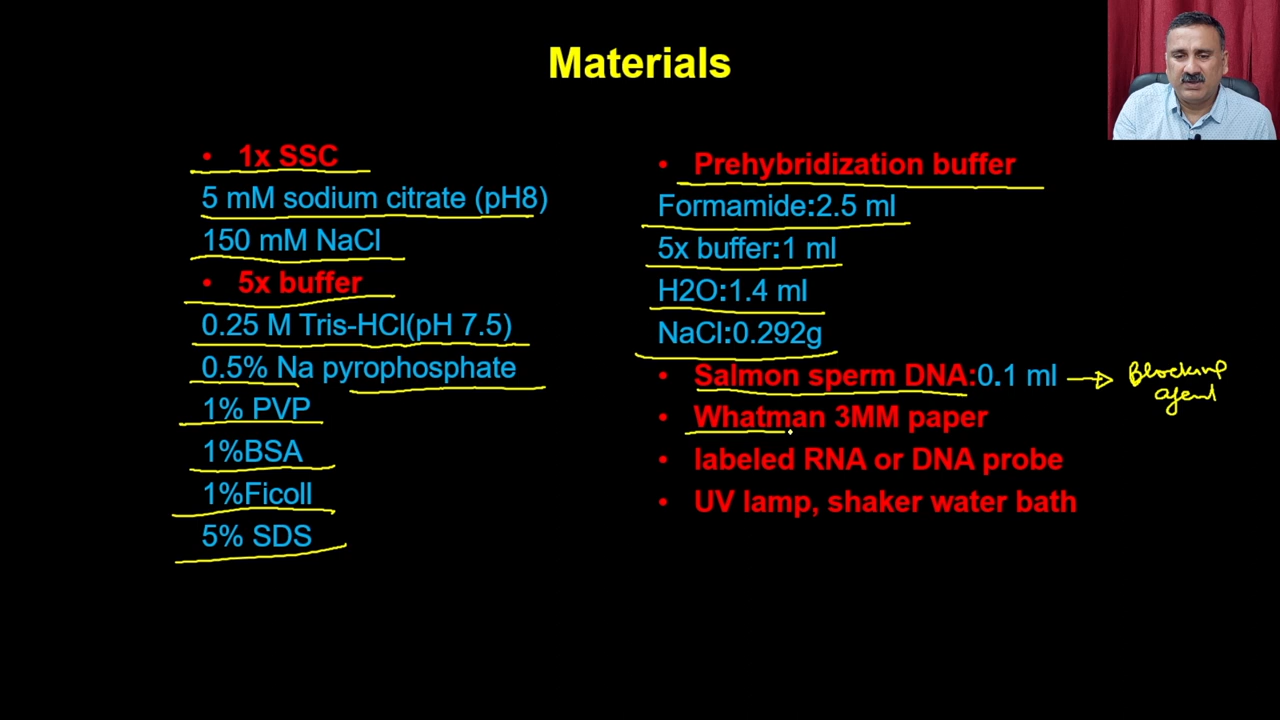 Materials
• 1x SSC
5 mM sodium citrate (pH8)
150 mM NaCl
• 5x buffer
0.25 M Tris-HCl(pH 7.5)
0.5% Na pyrophosphate
1% PVP
1%BSA
1%Ficoll
5% SDS
• Prehybridization buffer
Formamide:2.5 ml
5x buffer:1 ml
H2O:1.4 ml
NaCl:0.292g
• Salmon sperm DNA:0.1 ml → Blocking
agent
• Whatman 3MM paper
• labeled RNA or DNA probe
• UV lamp, shaker water bath